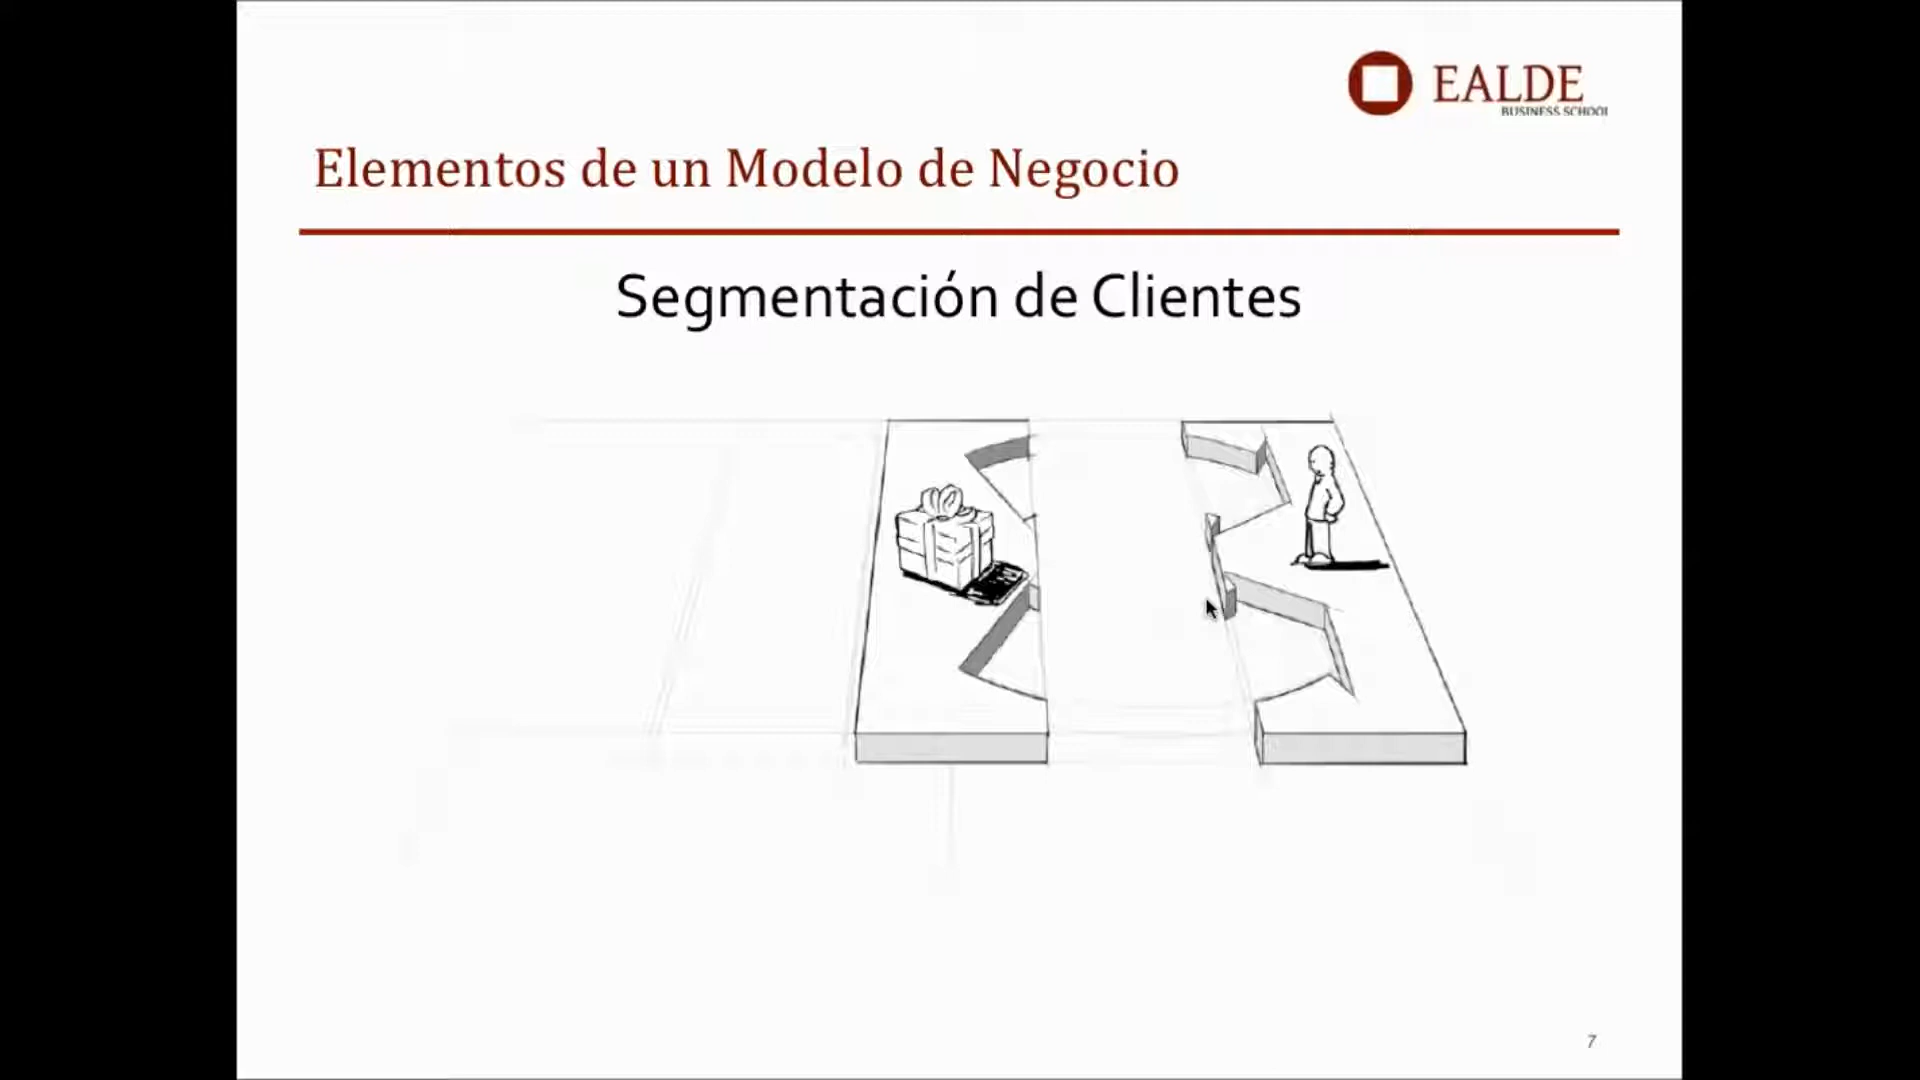 EALDE
BUSINESS SCHOOL
Elementos de un Modelo de Negocio
Segmentación de Clientes
7